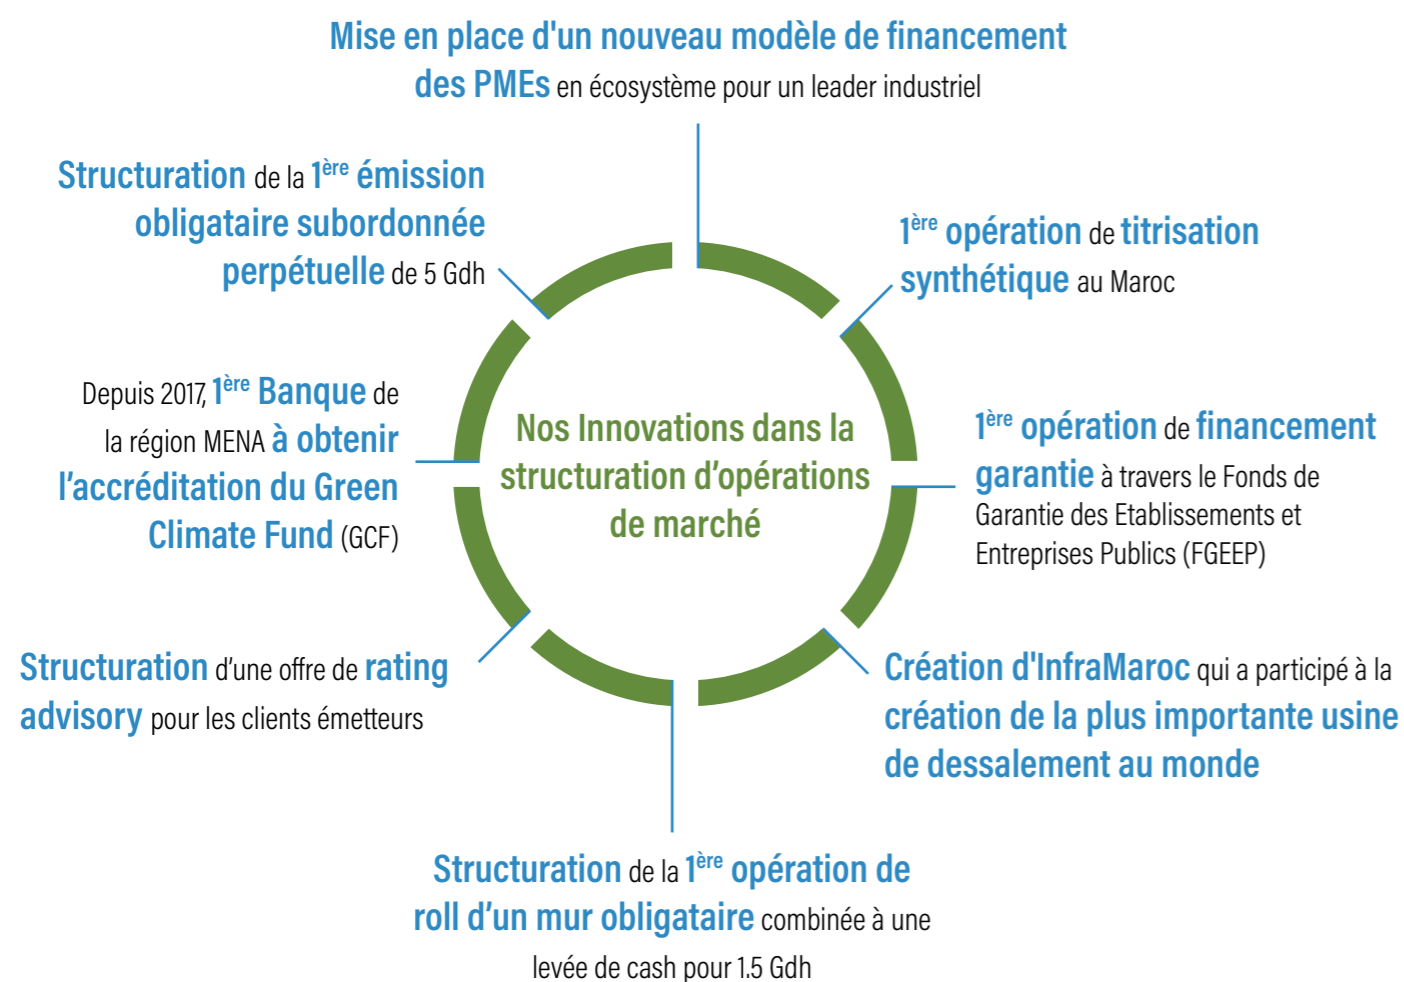 Mise en place d'un nouveau modèle de financement
des PMEs en écosystème pour un leader industriel
Structuration de la 1ère émission
obligataire subordonnée
perpétuelle de 5 Gdh
1ère opération de titrisation
synthétique au Maroc
Depuis 2017, 1ère Banque de
la région MENA à obtenir
l’accréditation du Green
Climate Fund (GCF)
Nos Innovations dans la
structuration d’opérations
de marché
1ère opération de financement
garantie à travers le Fonds de
Garantie des Etablissements et
Entreprises Publics (FGEEP)
Structuration d’une offre de rating
advisory pour les clients émetteurs
Création d'InfraMaroc qui a participé à la
création de la plus importante usine
de dessalement au monde
Structuration de la 1ère opération de
roll d’un mur obligataire combinée à une
levée de cash pour 1.5 Gdh